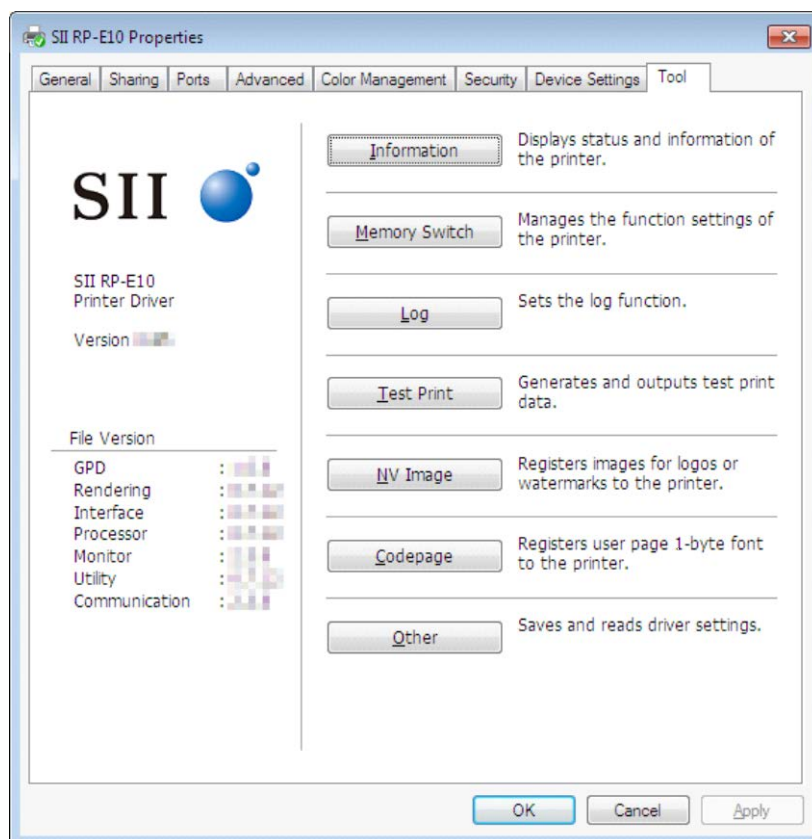 SII RP-E10 Properties
General
Sharing
Ports
Advanced
Color Management
Security
Device Settings
Tool
SII
SII RP-E10
Printer Driver
Version
File Version
GPD :
Rendering :
Interface :
Processor :
Monitor :
Utility :
Communication :
Information
Displays status and information of
the printer.
Memory Switch
Manages the function settings of
the printer.
Log
Sets the log function.
Test Print
Generates and outputs test print
data.
NV Image
Registers images for logos or
watermarks to the printer.
Codepage
Registers user page 1-byte font
to the printer.
Other
Saves and reads driver settings.
OK
Cancel
Apply